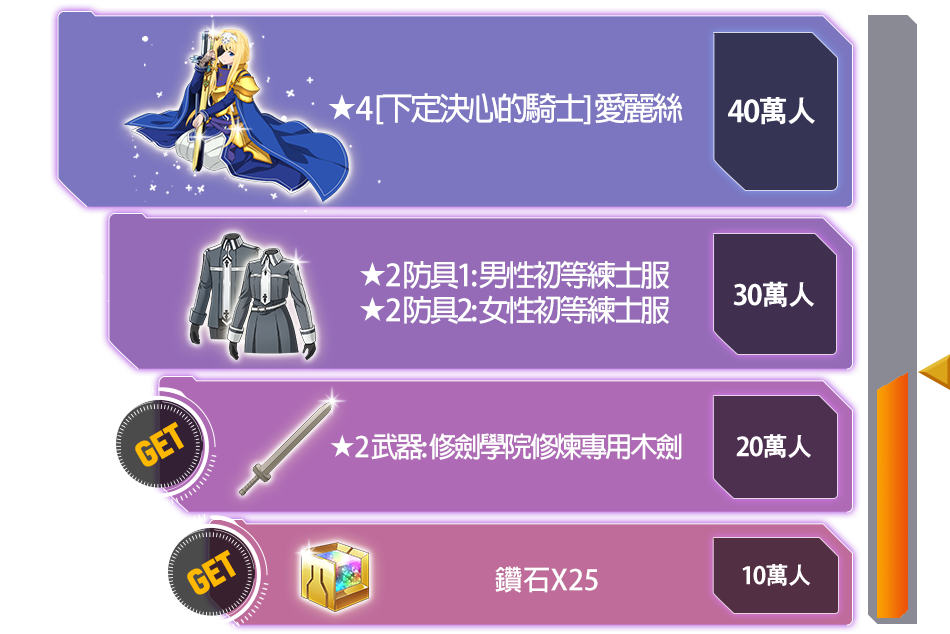 ★4 [下定決心的騎士] 愛麗絲
40萬人
★2 防具1: 男性初等練士服
★2 防具2: 女性初等練士服
30萬人
GET
★2 武器: 修劍學院修煉專用木劍
20萬人
GET
鑽石X25
10萬人